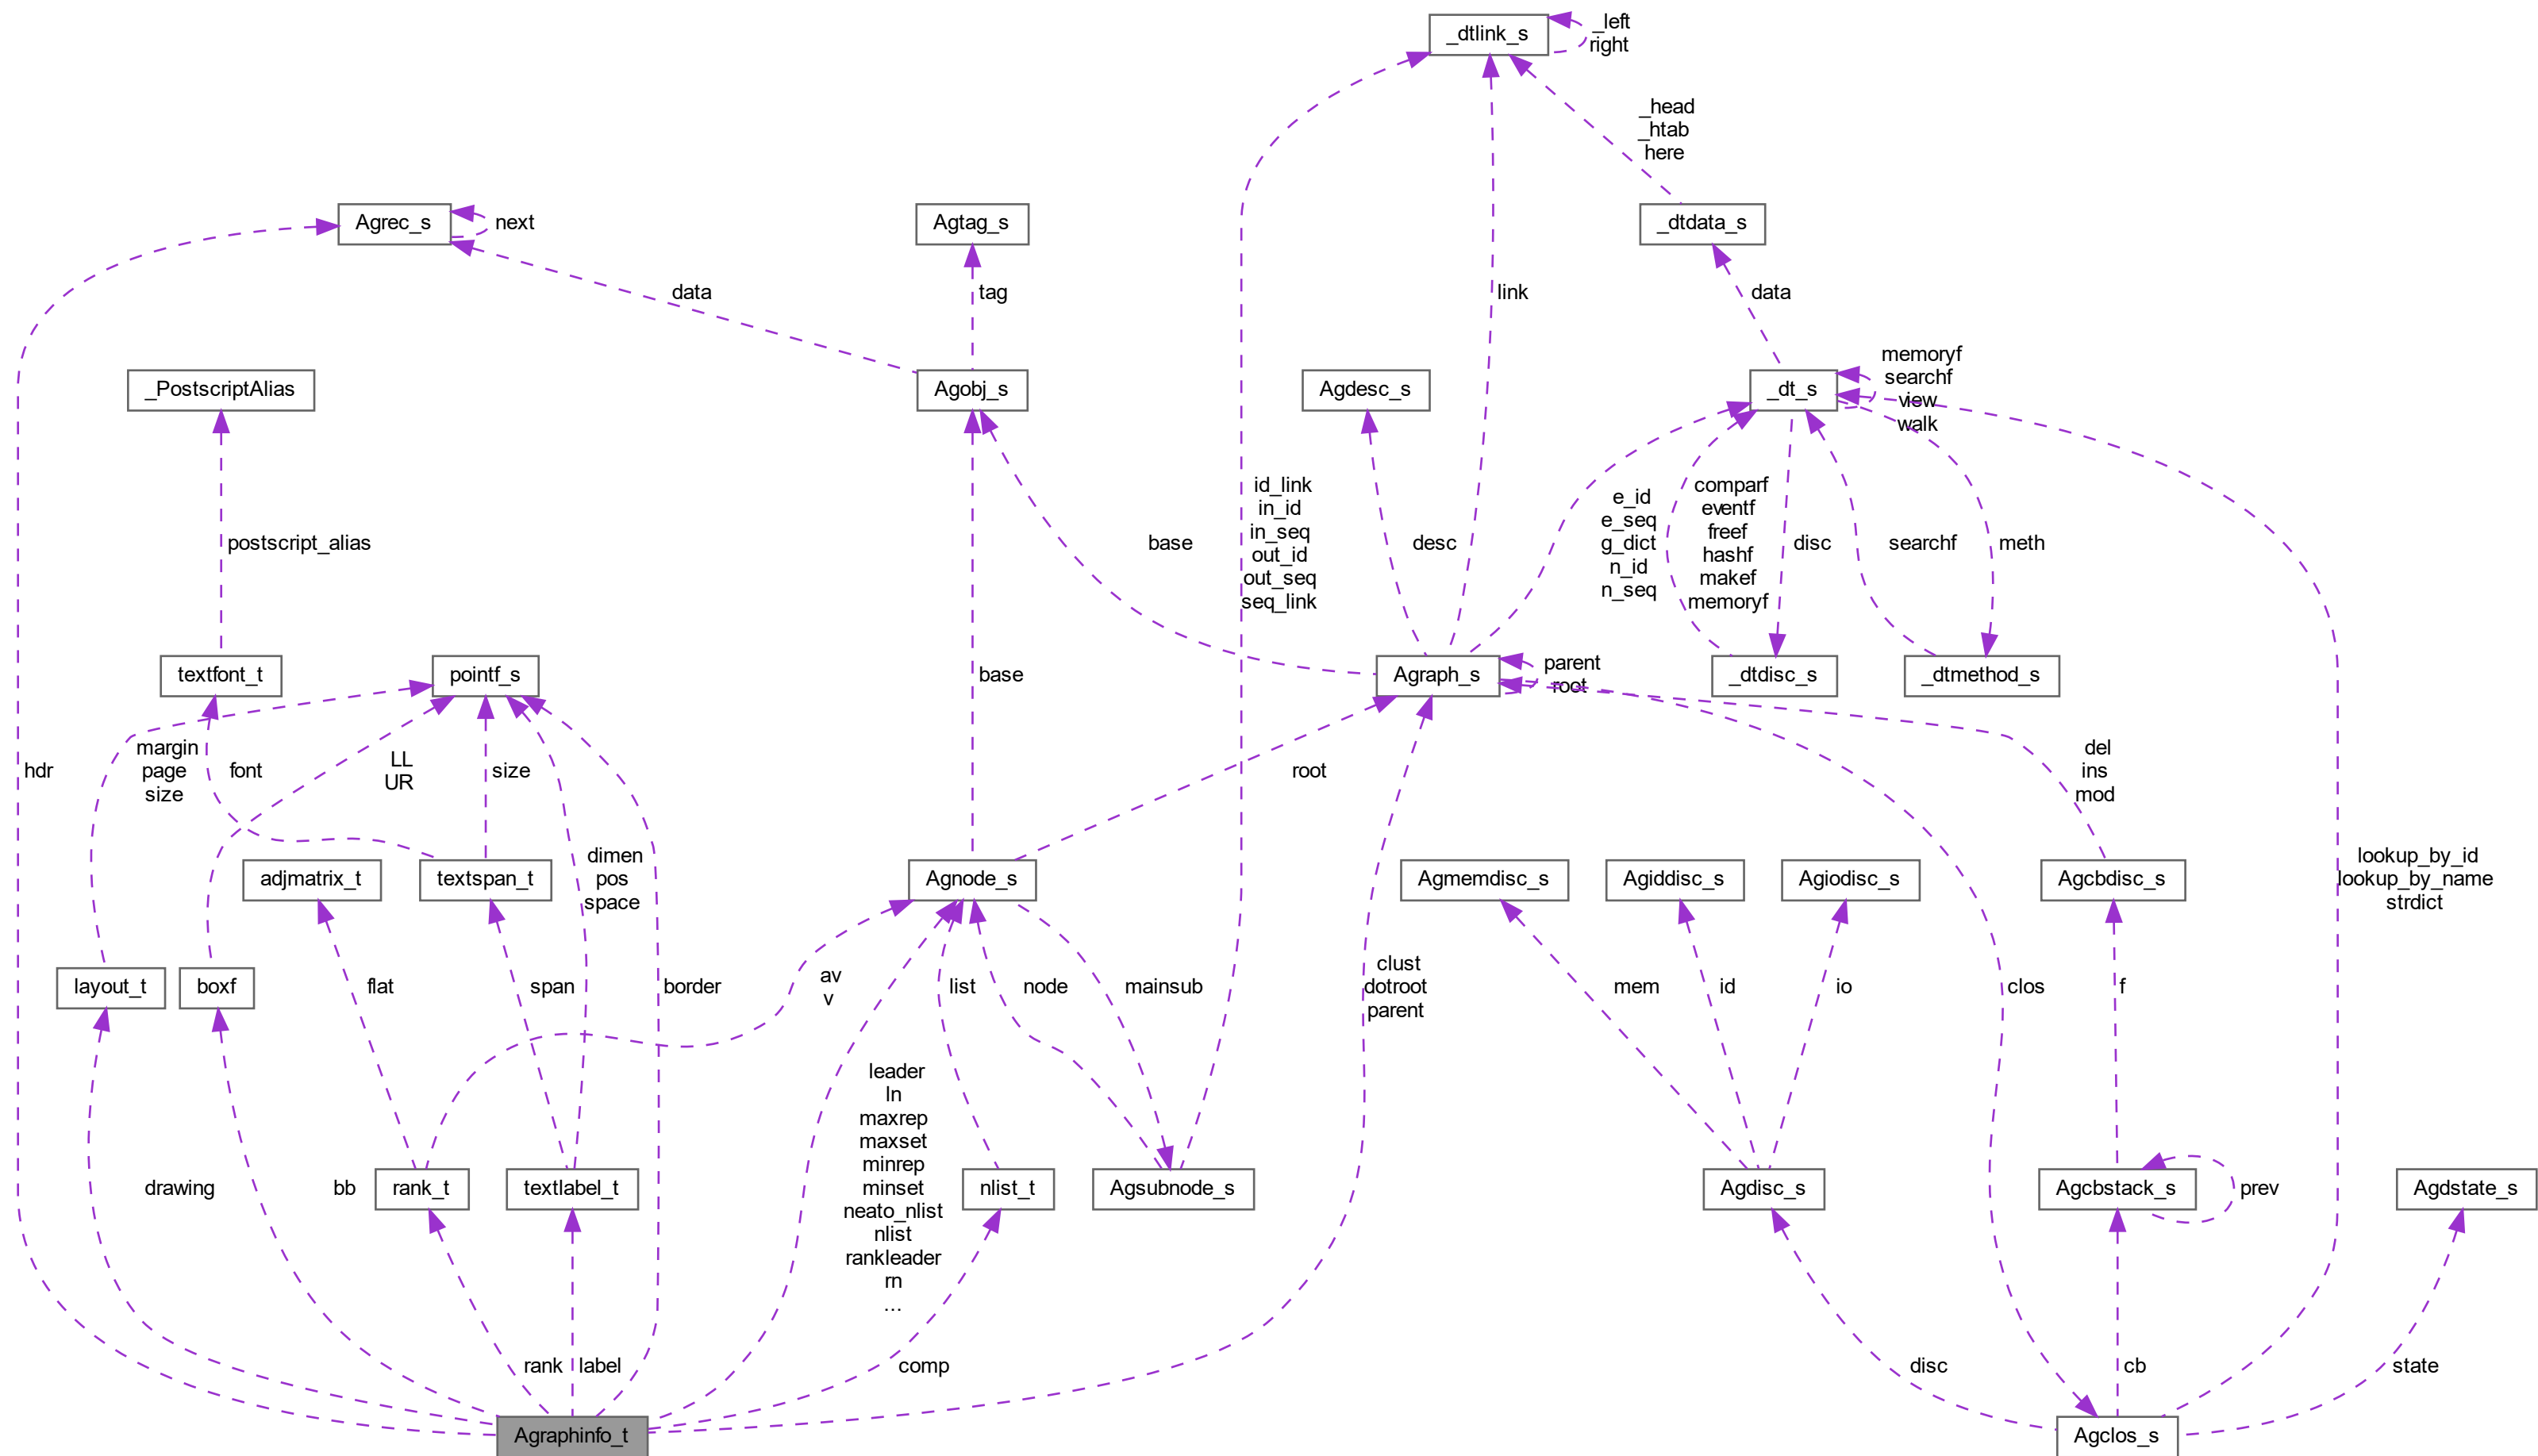 _dtlink_s
_left
right
_head
_htab
here
Agrec_s
next
Agtag_s
_dtdata_s
data
tag
link
data
_PostscriptAlias
Agobj_s
Agdesc_s
_dt_s
memoryf
searchf
view
walk
postscript_alias
base
id_link
in_id
in_seq
out_id
out_seq
seq_link
desc
e_id
e_seq
g_dict
n_id
n_seq
comparf
eventf
freef
hashf
makef
memoryf
disc
searchf
meth
textfont_t
pointf_s
base
Agraph_s
parent
root
_dtdisc_s
_dtmethod_s
hdr
margin
page
size
font
LL
UR
size
root
del
ins
mod
adjmatrix_t
textspan_t
dimen
pos
space
Agnode_s
Agmemdisc_s
Agiddisc_s
Agiodisc_s
Agcbdisc_s
lookup_by_id
lookup_by_name
strdict
layout_t
boxf
flat
span
border
av
v
list
node
mainsub
clust
dotroot
parent
mem
id
io
clos
f
drawing
bb
rank_t
textlabel_t
leader
ln
maxrep
maxset
minrep
minset
neato_nlist
nlist
rankleader
rn
...
nlist_t
Agsubnode_s
Agdisc_s
Agcbstack_s
prev
Agdstate_s
rank
label
comp
disc
cb
state
Agraphinfo_t
Agclos_s